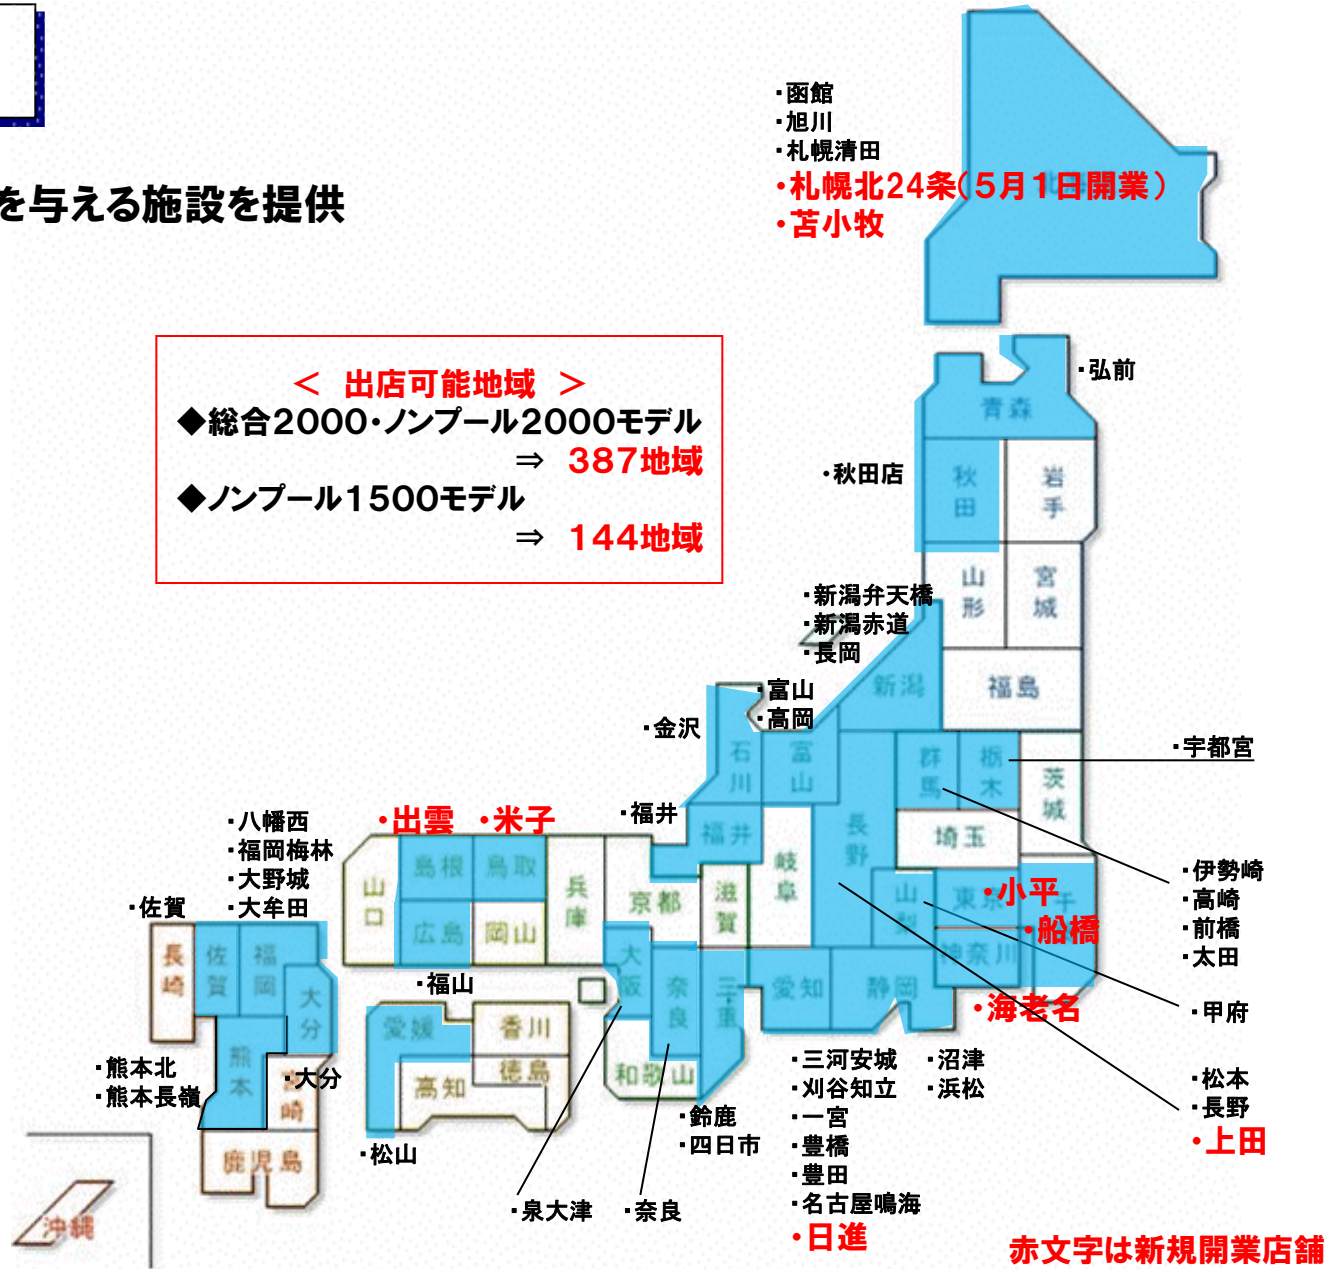 を与える施設を提供
・函館
・旭川
・札幌清田
・札幌北24条(5月1日開業)
・苫小牧
＜ 出店可能地域 ＞
◆総合2000・ノンプール2000モデル
⇒ 387地域
◆ノンプール1500モデル
⇒ 144地域
・弘前
青森
・秋田店
秋田
岩手
山形
宮城
・新潟弁天橋
・新潟赤道
・長岡
新潟
福島
・富山
・高岡
・金沢
石川
富山
群馬
栃木
茨城
・宇都宮
・福井
福井
長野
埼玉
岐阜
・出雲
・米子
・八幡西
・福岡梅林
・大野城
・大牟田
・佐賀
山口
島根
鳥取
兵庫
京都
滋賀
広島
岡山
山梨
東京
・小平
千
・船橋
神奈川
・海老名
・伊勢崎
・高崎
・前橋
・太田
・甲府
・松本
・長野
・上田
長崎
佐賀
福岡
大分
熊本
宮崎
・大分
・熊本北
・熊本長嶺
鹿児島
沖縄
・福山
愛媛
香川
高知
徳島
・松山
大阪
奈良
三重
愛知
静岡
和歌山
・鈴鹿
・四日市
・三河安城
・刈谷知立
・一宮
・豊橋
・豊田
・名古屋鳴海
・日進
・沼津
・浜松
・泉大津
・奈良
赤文字は新規開業店舗